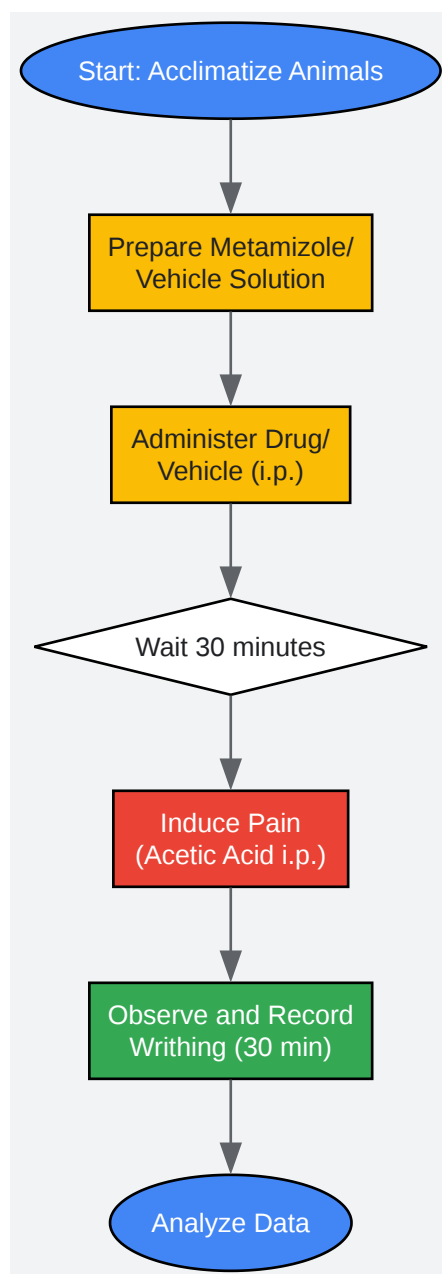 Start: Acclimatize Animals
Prepare Metamizole/
Vehicle Solution
Administer Drug/
Vehicle (i.p.)
Wait 30 minutes
Induce Pain
(Acetic Acid i.p.)
Observe and Record
Writhing (30 min)
Analyze Data